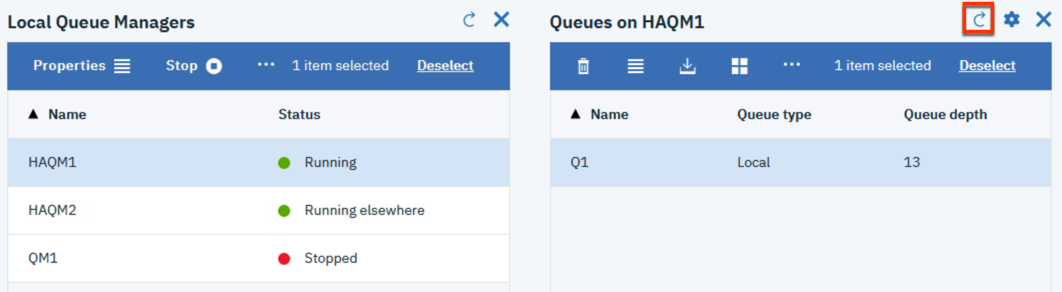 Local Queue Managers
Properties Stop ... 1 item selected Deselect
Name Status
HAQM1 Running
HAQM2 Running elsewhere
QM1 Stopped
Queues on HAQM1
... 1 item selected Deselect
Name Queue type Queue depth
Q1 Local 13